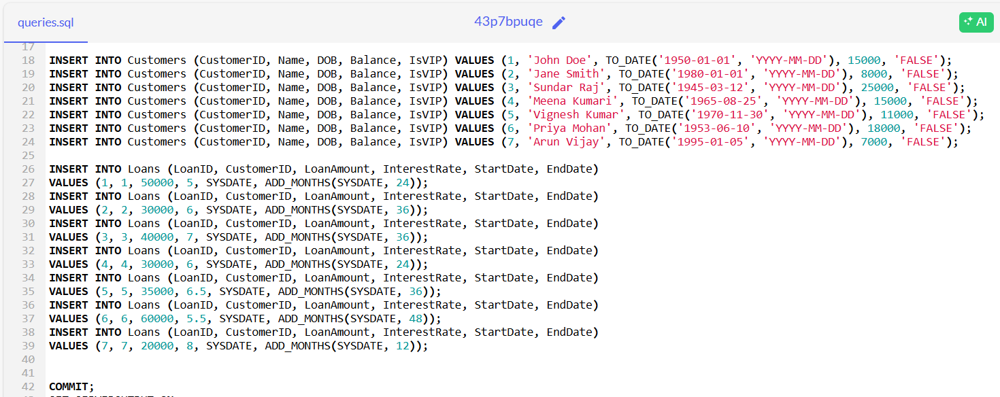 queries.sql
43p7bpuqe
AI
17
18 INSERT INTO Customers (CustomerID, Name, DOB, Balance, IsVIP) VALUES (1, 'John Doe', TO_DATE('1950-01-01', 'YYYY-MM-DD'), 15000, 'FALSE');
19 INSERT INTO Customers (CustomerID, Name, DOB, Balance, IsVIP) VALUES (2, 'Jane Smith', TO_DATE('1980-01-01', 'YYYY-MM-DD'), 8000, 'FALSE');
20 INSERT INTO Customers (CustomerID, Name, DOB, Balance, IsVIP) VALUES (3, 'Sundar Raj', TO_DATE('1945-03-12', 'YYYY-MM-DD'), 25000, 'FALSE');
21 INSERT INTO Customers (CustomerID, Name, DOB, Balance, IsVIP) VALUES (4, 'Meena Kumari', TO_DATE('1965-08-25', 'YYYY-MM-DD'), 15000, 'FALSE');
22 INSERT INTO Customers (CustomerID, Name, DOB, Balance, IsVIP) VALUES (5, 'Vignesh Kumar', TO_DATE('1970-11-30', 'YYYY-MM-DD'), 11000, 'FALSE');
23 INSERT INTO Customers (CustomerID, Name, DOB, Balance, IsVIP) VALUES (6, 'Priya Mohan', TO_DATE('1953-06-10', 'YYYY-MM-DD'), 18000, 'FALSE');
24 INSERT INTO Customers (CustomerID, Name, DOB, Balance, IsVIP) VALUES (7, 'Arun Vijay', TO_DATE('1995-01-05', 'YYYY-MM-DD'), 7000, 'FALSE');
25
26 INSERT INTO Loans (LoanID, CustomerID, LoanAmount, InterestRate, StartDate, EndDate)
27 VALUES (1, 1, 50000, 5, SYSDATE, ADD_MONTHS(SYSDATE, 24));
28 INSERT INTO Loans (LoanID, CustomerID, LoanAmount, InterestRate, StartDate, EndDate)
29 VALUES (2, 2, 30000, 6, SYSDATE, ADD_MONTHS(SYSDATE, 36));
30 INSERT INTO Loans (LoanID, CustomerID, LoanAmount, InterestRate, StartDate, EndDate)
31 VALUES (3, 3, 40000, 7, SYSDATE, ADD_MONTHS(SYSDATE, 36));
32 INSERT INTO Loans (LoanID, CustomerID, LoanAmount, InterestRate, StartDate, EndDate)
33 VALUES (4, 4, 30000, 6, SYSDATE, ADD_MONTHS(SYSDATE, 24));
34 INSERT INTO Loans (LoanID, CustomerID, LoanAmount, InterestRate, StartDate, EndDate)
35 VALUES (5, 5, 35000, 6.5, SYSDATE, ADD_MONTHS(SYSDATE, 36));
36 INSERT INTO Loans (LoanID, CustomerID, LoanAmount, InterestRate, StartDate, EndDate)
37 VALUES (6, 6, 60000, 5.5, SYSDATE, ADD_MONTHS(SYSDATE, 48));
38 INSERT INTO Loans (LoanID, CustomerID, LoanAmount, InterestRate, StartDate, EndDate)
39 VALUES (7, 7, 20000, 8, SYSDATE, ADD_MONTHS(SYSDATE, 12));
40
41
42 COMMIT;